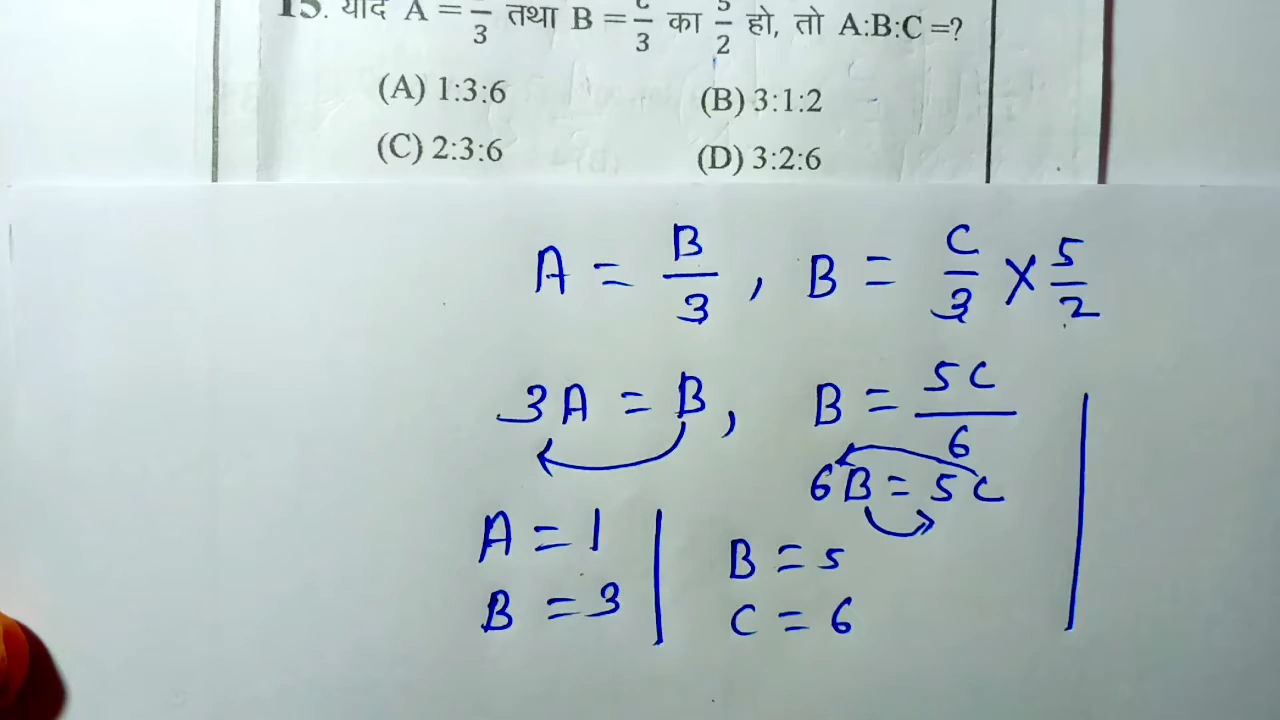 15. यदि A = /3 तथा B = c/3 का 5/2 हो, तो A:B:C =?
(A) 1:3:6 (B) 3:1:2
(C) 2:3:6 (D) 3:2:6
A = B/3 , B = C/3 × 5/2
3A = B, B = 5C/6
6B = 5C
A = 1
B = 3
B = 5
C = 6